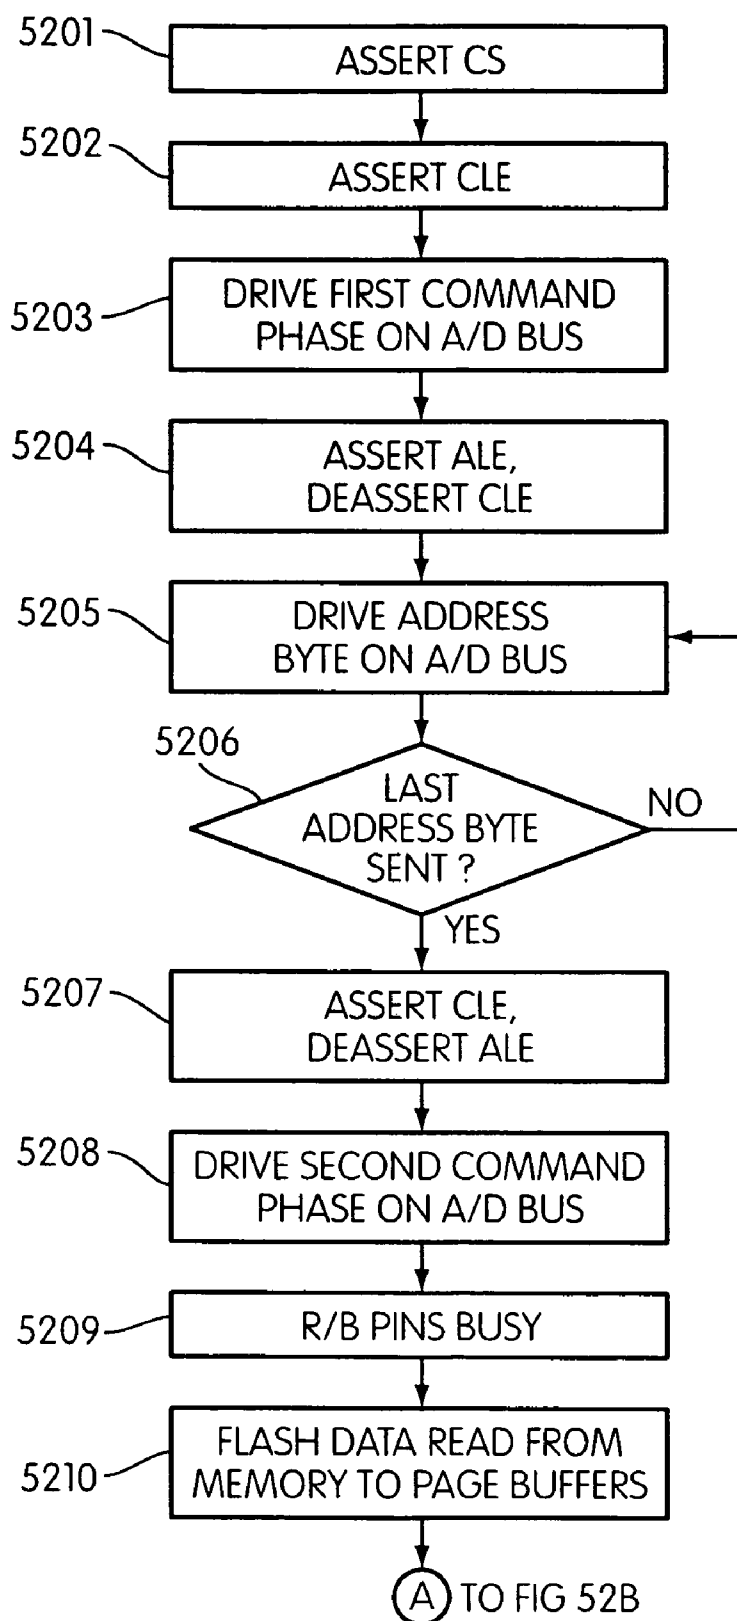 5201
ASSERT CS
5202
ASSERT CLE
5203
DRIVE FIRST COMMAND
PHASE ON A/D BUS
5204
ASSERT ALE,
DEASSERT CLE
5205
DRIVE ADDRESS
BYTE ON A/D BUS
5206
LAST
ADDRESS BYTE
SENT ?
NO
YES
5207
ASSERT CLE,
DEASSERT ALE
5208
DRIVE SECOND COMMAND
PHASE ON A/D BUS
5209
R/B PINS BUSY
5210
FLASH DATA READ FROM
MEMORY TO PAGE BUFFERS
A TO FIG 52B